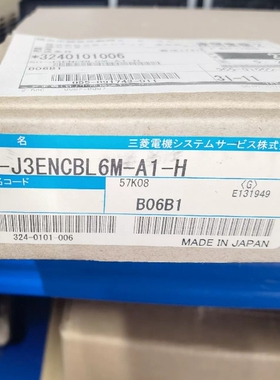 *3240101006
B06B1
31-11
三菱電機システムサービス株式
-J3ENCBL6M-A1-H
名コード
57K08
〈G〉
E131949
B06B1
324-0101-006
MADE IN JAPAN